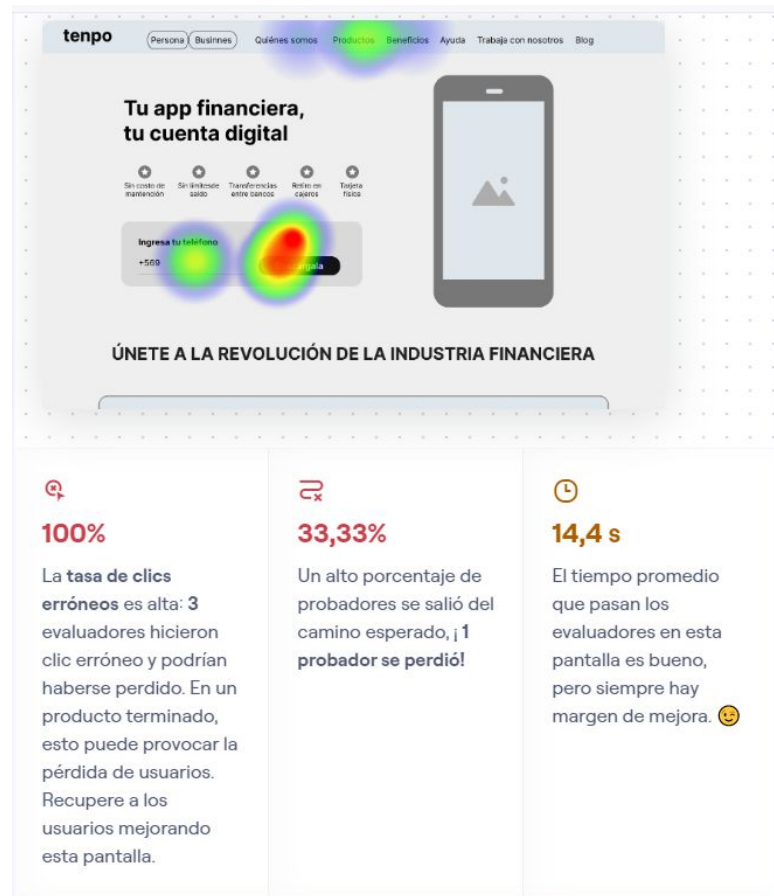 tenpo
Persona Businnes Quiénes somos Productos Beneficios Ayuda Trabaja con nosotros Blog
Tu app financiera,
tu cuenta digital
Sin costo de Sin límites de Transferencias Retiro en Tarjeta
mantención saldo entre bancos cajeros física
Ingresa tu teléfono
+569
ÚNETE A LA REVOLUCIÓN DE LA INDUSTRIA FINANCIERA
100%
La tasa de clics
erróneos es alta: 3
evaluadores hicieron
clic erróneo y podrían
haberse perdido. En un
producto terminado,
esto puede provocar la
pérdida de usuarios.
Recupere a los
usuarios mejorando
esta pantalla.
33,33%
Un alto porcentaje de
probadores se salió del
camino esperado, ¡ 1
probador se perdió!
14,4 s
El tiempo promedio
que pasan los
evaluadores en esta
pantalla es bueno,
pero siempre hay
margen de mejora. 😉